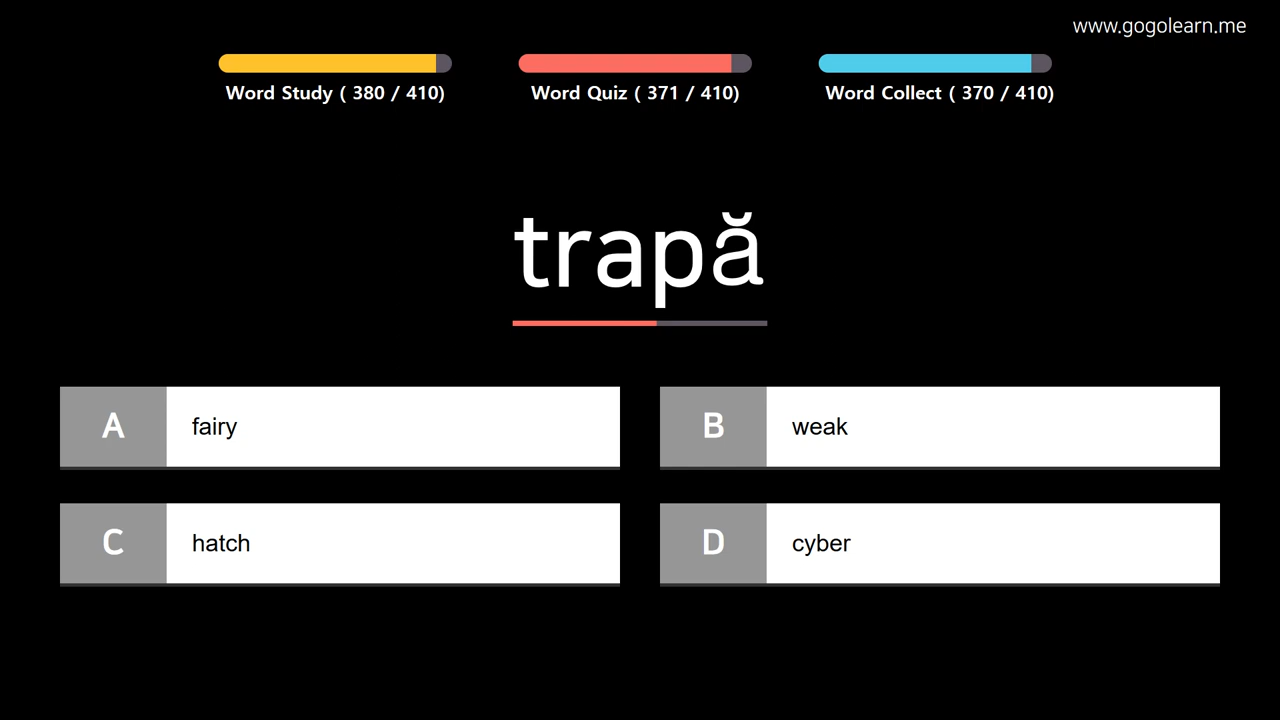 www.gogolearn.me
Word Study ( 380 / 410)
Word Quiz ( 371 / 410)
Word Collect ( 370 / 410)
trapă
A fairy
B weak
C hatch
D cyber